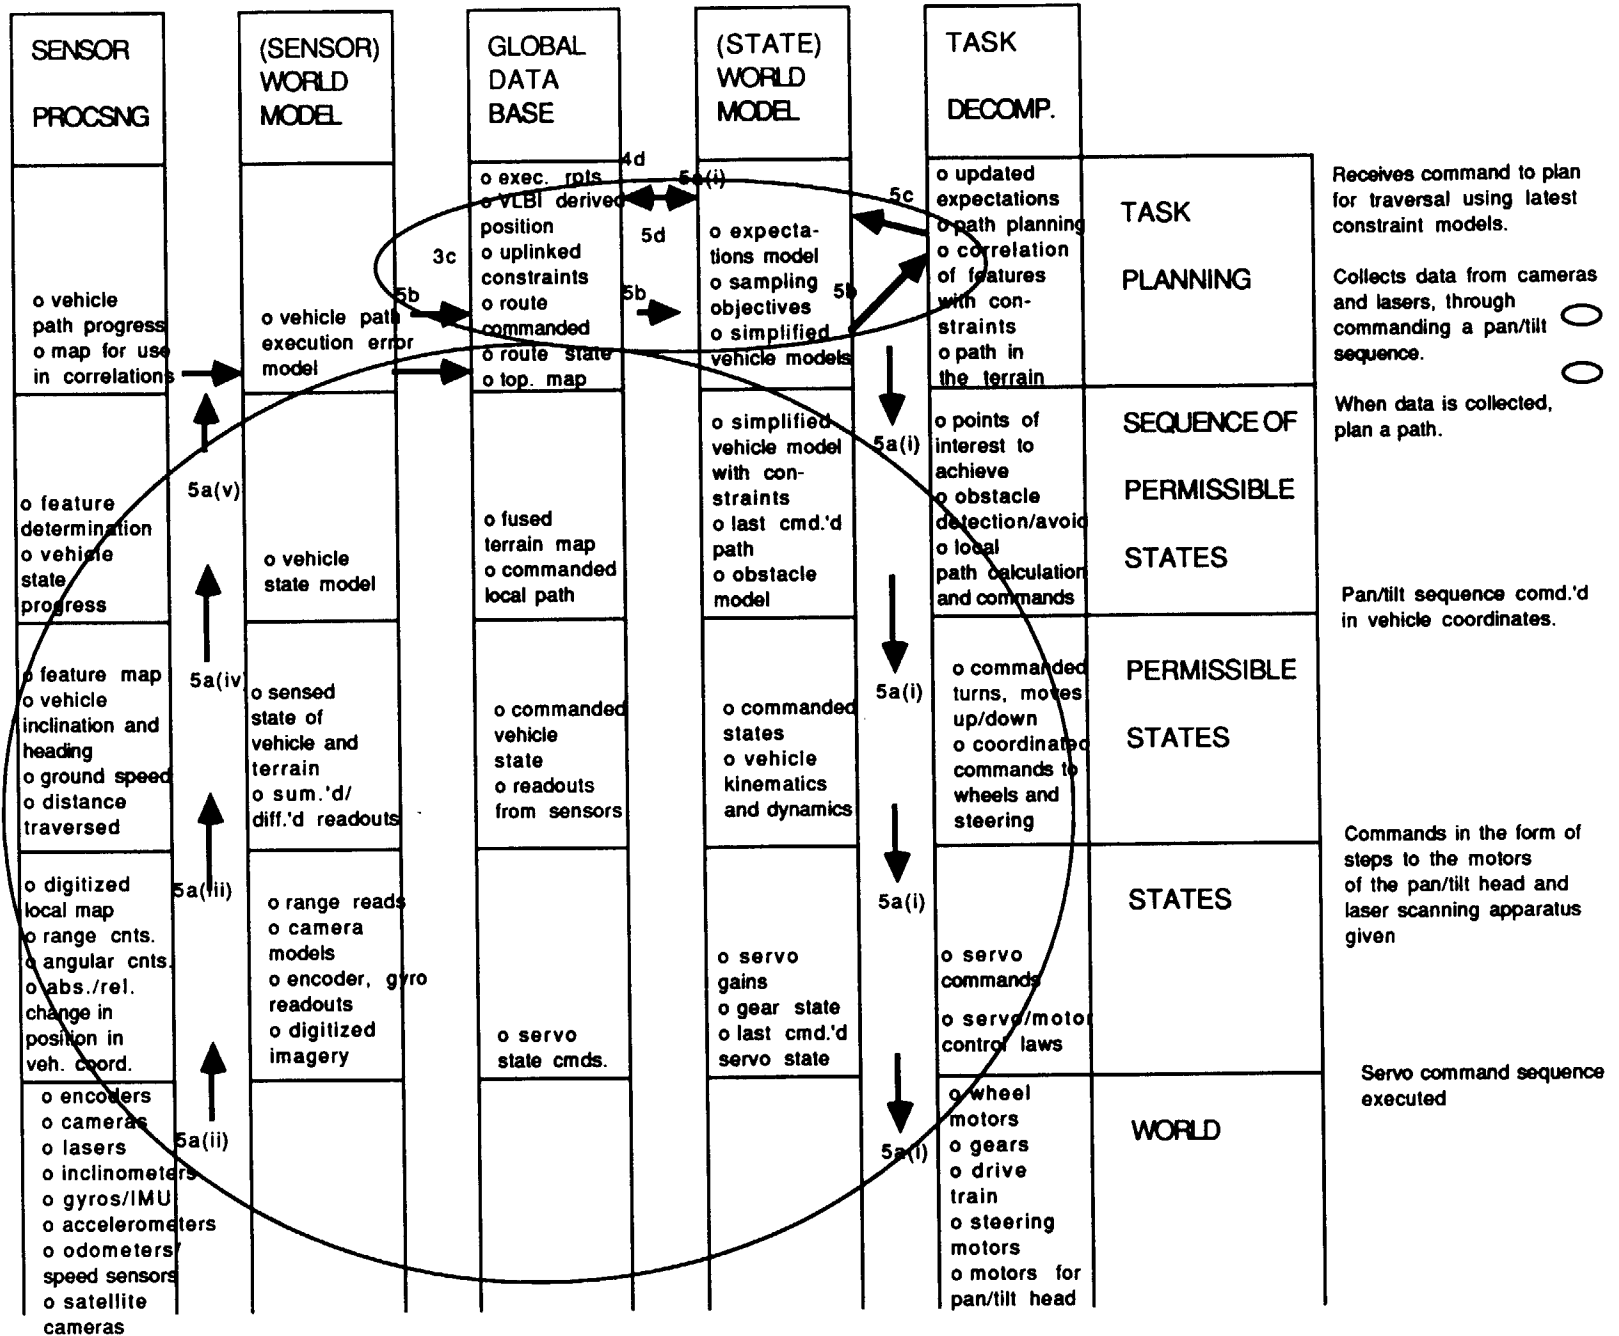 SENSOR
PROCSNG
(SENSOR)
WORLD
MODEL
GLOBAL
DATA
BASE
(STATE)
WORLD
MODEL
TASK
DECOMP.
o vehicle
path progress
o map for use
in correlations
o vehicle path
execution error
model
o exec. rpts
o VLBI derived
position
o uplinked
constraints
o route
commanded
o route state
o top. map
o expecta-
tions model
o sampling
objectives
o simplified
vehicle models
o updated
expectations
o path planning
o correlation
of features
with con-
straints
o path in
the terrain
TASK
PLANNING
4d
5a(i)
5c
3c
5d
5b
5b
5b
Receives command to plan
for traversal using latest
constraint models.
Collects data from cameras
and lasers, through
commanding a pan/tilt
sequence.
When data is collected,
plan a path.
5a(v)
5a(i)
o feature
determination
o vehicle
state
progress
o vehicle
state model
o fused
terrain map
o commanded
local path
o simplified
vehicle model
with con-
straints
o last cmd.'d
path
o obstacle
model
o points of
interest to
achieve
o obstacle
detection/avoid
o local
path calculation
and commands
SEQUENCE OF
PERMISSIBLE
STATES
Pan/tilt sequence comd.'d
in vehicle coordinates.
5a(iv)
5a(i)
o feature map
o vehicle
inclination and
heading
o ground speed
o distance
traversed
o sensed
state of
vehicle and
terrain
o sum.'d/
diff.'d readouts
o commanded
vehicle
state
o readouts
from sensors
o commanded
states
o vehicle
kinematics
and dynamics
o commanded
turns, moves
up/down
o coordinated
commands to
wheels and
steering
PERMISSIBLE
STATES
Commands in the form of
steps to the motors
of the pan/tilt head and
laser scanning apparatus
given
5a(iii)
5a(i)
o digitized
local map
o range cnts.
o angular cnts.
o abs./rel.
change in
position in
veh. coord.
o range reads
o camera
models
o encoder, gyro
readouts
o digitized
imagery
o servo
state cmds.
o servo
gains
o gear state
o last cmd.'d
servo state
o servo
commands
o servo/motor
control laws
STATES
Servo command sequence
executed
5a(ii)
5a(i)
o encoders
o cameras
o lasers
o inclinometers
o gyros/IMU
o accelerometers
o odometers/
speed sensors
o satellite
cameras
o wheel
motors
o gears
o drive
train
o steering
motors
o motors for
pan/tilt head
WORLD